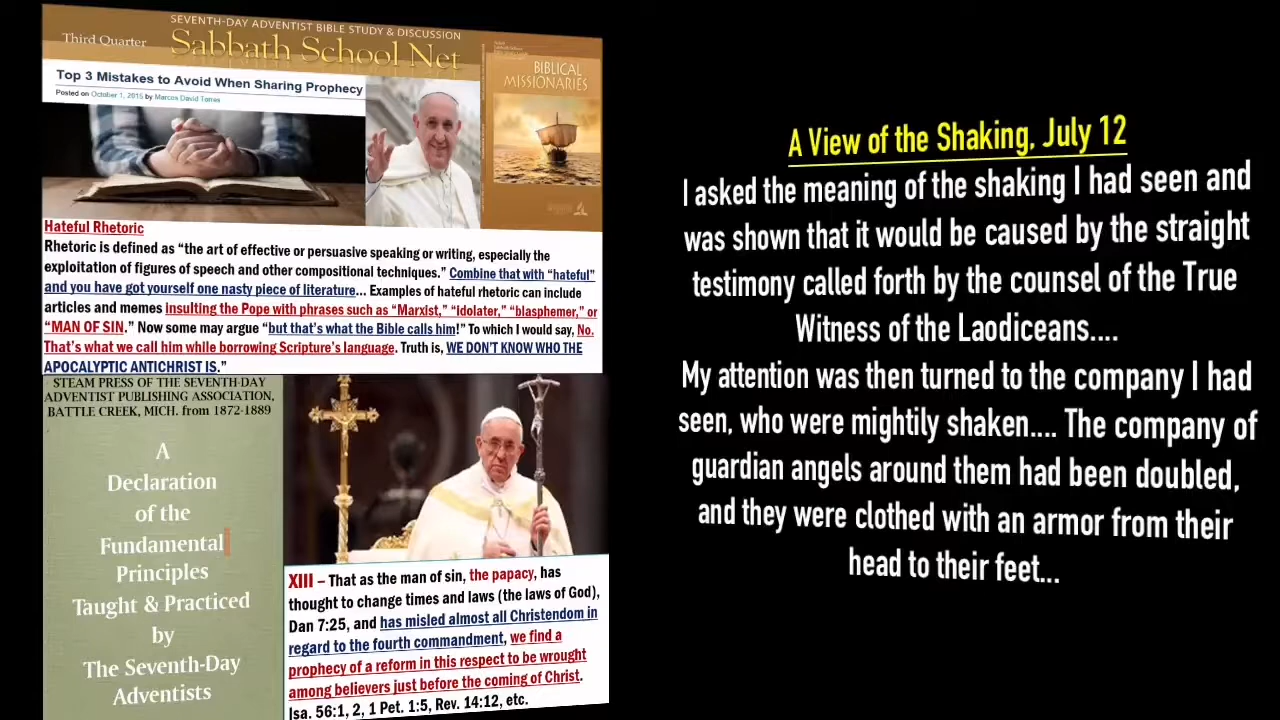 SEVENTH-DAY ADVENTIST BIBLE STUDY & DISCUSSION
Third Quarter
Sabbath School Net
Top 3 Mistakes to Avoid When Sharing Prophecy
Posted on October 1, 2015 by Marcos David Torres
BIBLICAL
MISSIONARIES
Hateful Rhetoric
Rhetoric is defined as “the art of effective or persuasive speaking or writing, especially the
exploitation of figures of speech and other compositional techniques.” Combine that with “hateful”
and you have got yourself one nasty piece of literature... Examples of hateful rhetoric can include
articles and memes insulting the Pope with phrases such as “Marxist,” “Idolater,” “blasphemer,” or
“MAN OF SIN.” Now some may argue “but that’s what the Bible calls him!” To which I would say, No.
That’s what we call him while borrowing Scripture’s language. Truth is, WE DON’T KNOW WHO THE
APOCALYPTIC ANTICHRIST IS.”
STEAM PRESS OF THE SEVENTH-DAY
ADVENTIST PUBLISHING ASSOCIATION,
BATTLE CREEK, MICH. from 1872-1889
A
Declaration
of the
Fundamental
Principles
Taught & Practiced
by
The Seventh-Day
Adventists
XIII – That as the man of sin, the papacy, has
thought to change times and laws (the laws of God),
Dan 7:25, and has misled almost all Christendom in
regard to the fourth commandment, we find a
prophecy of a reform in this respect to be wrought
among believers just before the coming of Christ.
Isa. 56:1, 2, 1 Pet. 1:5, Rev. 14:12, etc.
A View of the Shaking, July 12
I asked the meaning of the shaking I had seen and
was shown that it would be caused by the straight
testimony called forth by the counsel of the True
Witness of the Laodiceans....
My attention was then turned to the company I had
seen, who were mightily shaken.... The company of
guardian angels around them had been doubled,
and they were clothed with an armor from their
head to their feet...